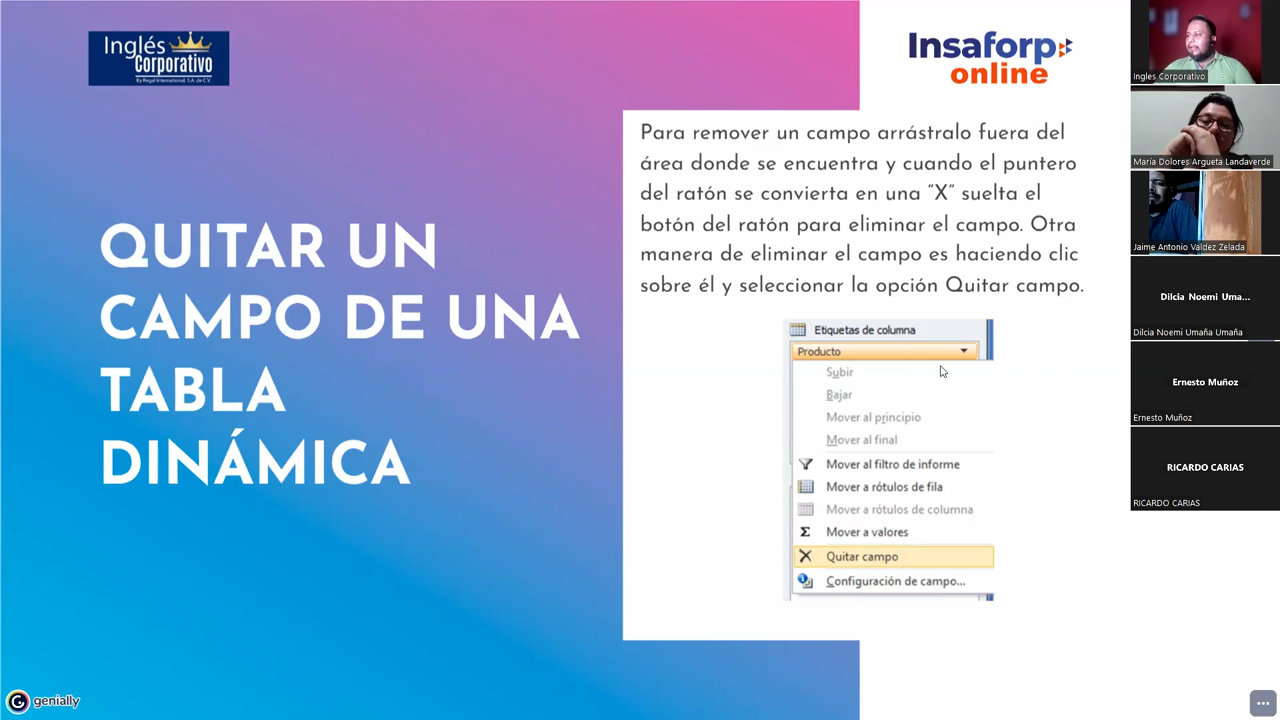 Inglés
Corporativo
By Regal International, S.A. de C.V.
Insaforp
online
QUITAR UN
CAMPO DE UNA
TABLA
DINÁMICA
Para remover un campo arrástralo fuera del
área donde se encuentra y cuando el puntero
del ratón se convierta en una “X” suelta el
botón del ratón para eliminar el campo. Otra
manera de eliminar el campo es haciendo clic
sobre él y seleccionar la opción Quitar campo.
Etiquetas de columna
Producto
Subir
Bajar
Mover al principio
Mover al final
Mover al filtro de informe
Mover a rótulos de fila
Mover a rótulos de columna
Mover a valores
Quitar campo
Configuración de campo...
genially
Ingles Corporativo
María Dolores Argueta Landaverde
Jaime Antonio Valdez Zelada
Dilcia Noemi Uma...
Dilcia Noemi Umaña Umaña
Ernesto Muñoz
Ernesto Muñoz
RICARDO CARIAS
RICARDO CARIAS